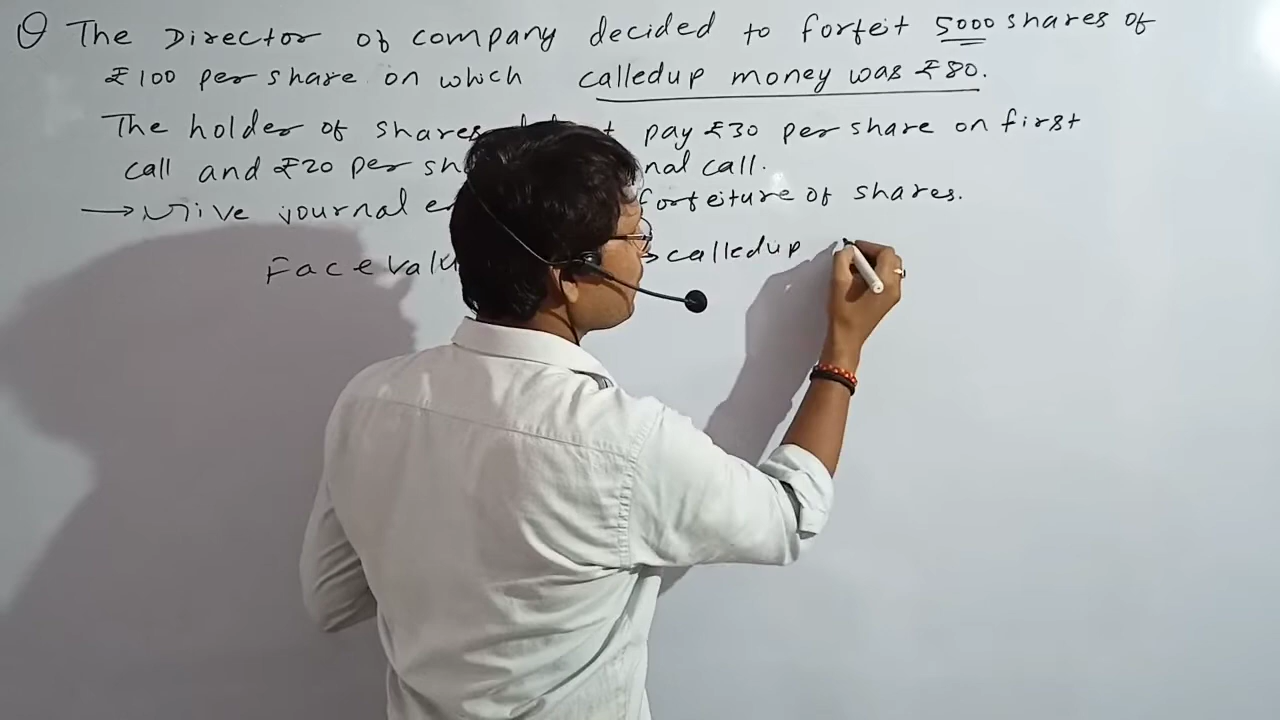 Q The Director of company decided to forfeit 5000 shares of
₹100 per share on which calledup money was ₹80.
The holder of shares pay ₹30 per share on first
call and ₹20 per call.
→ Give journal forfeiture of shares.
Face → calledup